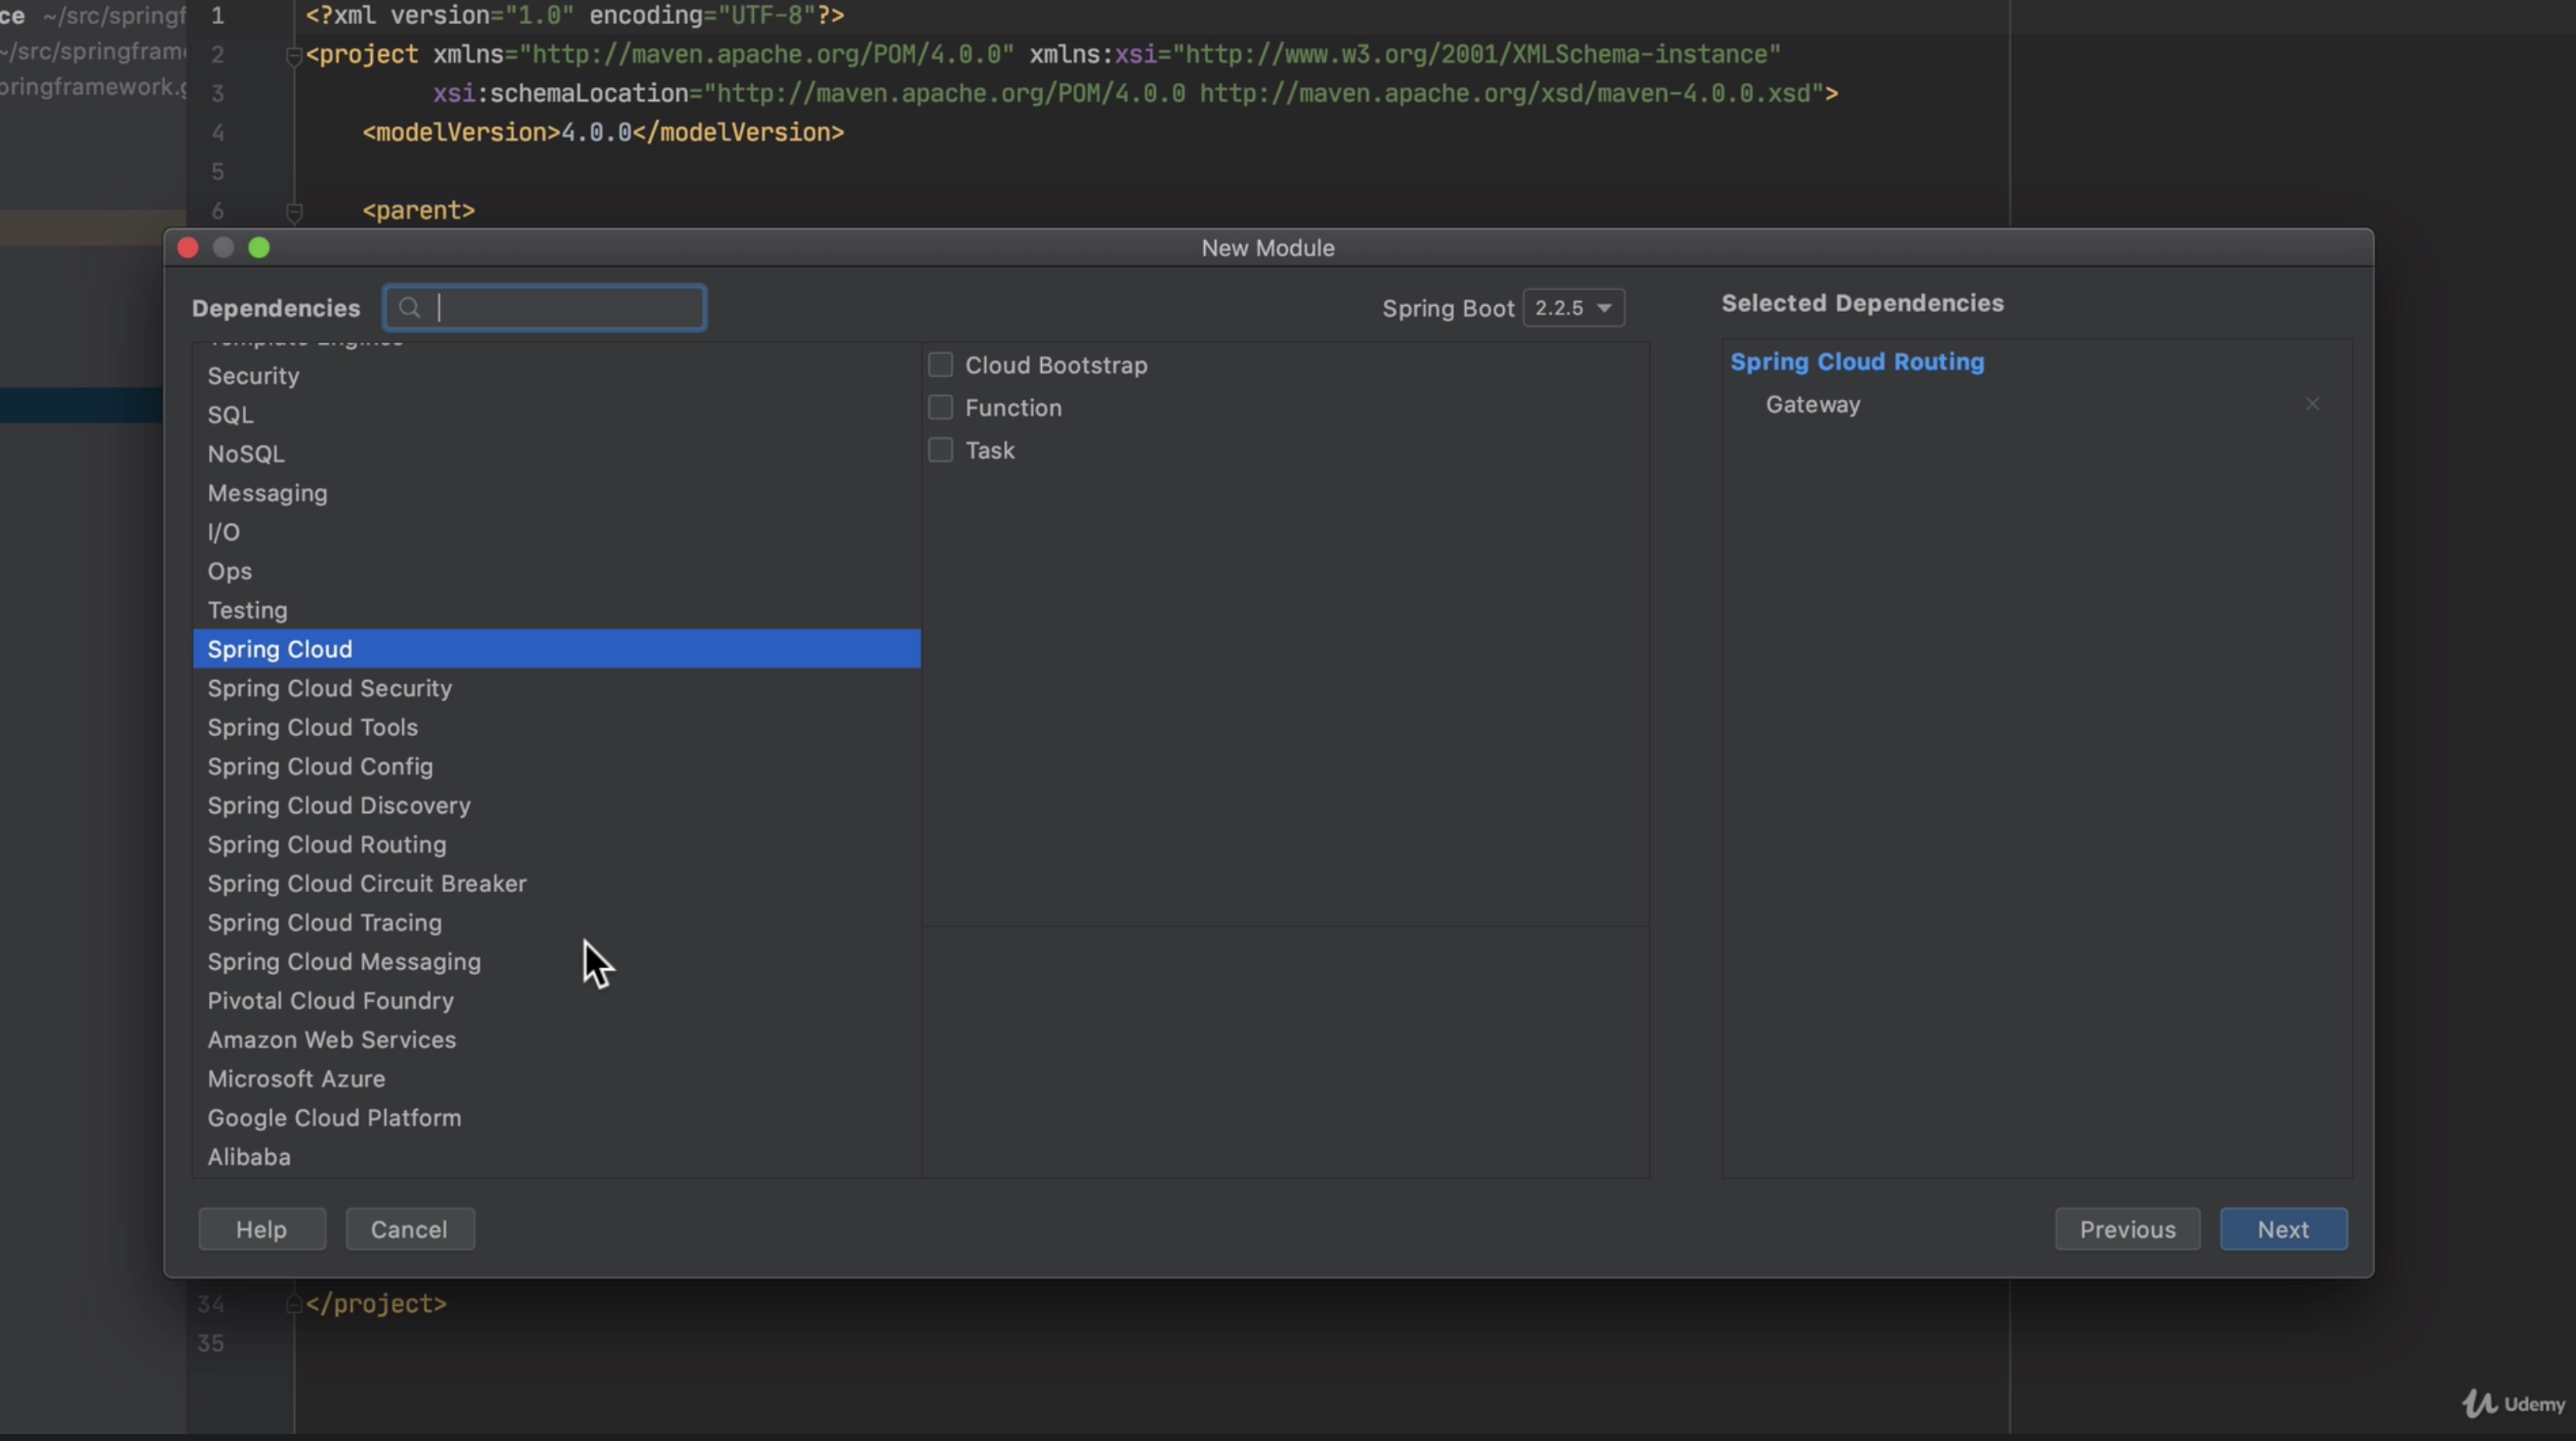 ce ~/src/springf
1 <?xml version="1.0" encoding="UTF-8"?>
~/src/springfram
2 <project xmlns="http://maven.apache.org/POM/4.0.0" xmlns:xsi="http://www.w3.org/2001/XMLSchema-instance"
pringframework.g
3 xsi:schemaLocation="http://maven.apache.org/POM/4.0.0 http://maven.apache.org/xsd/maven-4.0.0.xsd">
4 <modelVersion>4.0.0</modelVersion>
5
6 <parent>
New Module
Dependencies
Spring Boot 2.2.5
Selected Dependencies
Template Engines
Security
SQL
NoSQL
Messaging
I/O
Ops
Testing
Spring Cloud
Spring Cloud Security
Spring Cloud Tools
Spring Cloud Config
Spring Cloud Discovery
Spring Cloud Routing
Spring Cloud Circuit Breaker
Spring Cloud Tracing
Spring Cloud Messaging
Pivotal Cloud Foundry
Amazon Web Services
Microsoft Azure
Google Cloud Platform
Alibaba
Cloud Bootstrap
Function
Task
Spring Cloud Routing
Gateway
Help Cancel
Previous Next
34 </project>
35
Udemy